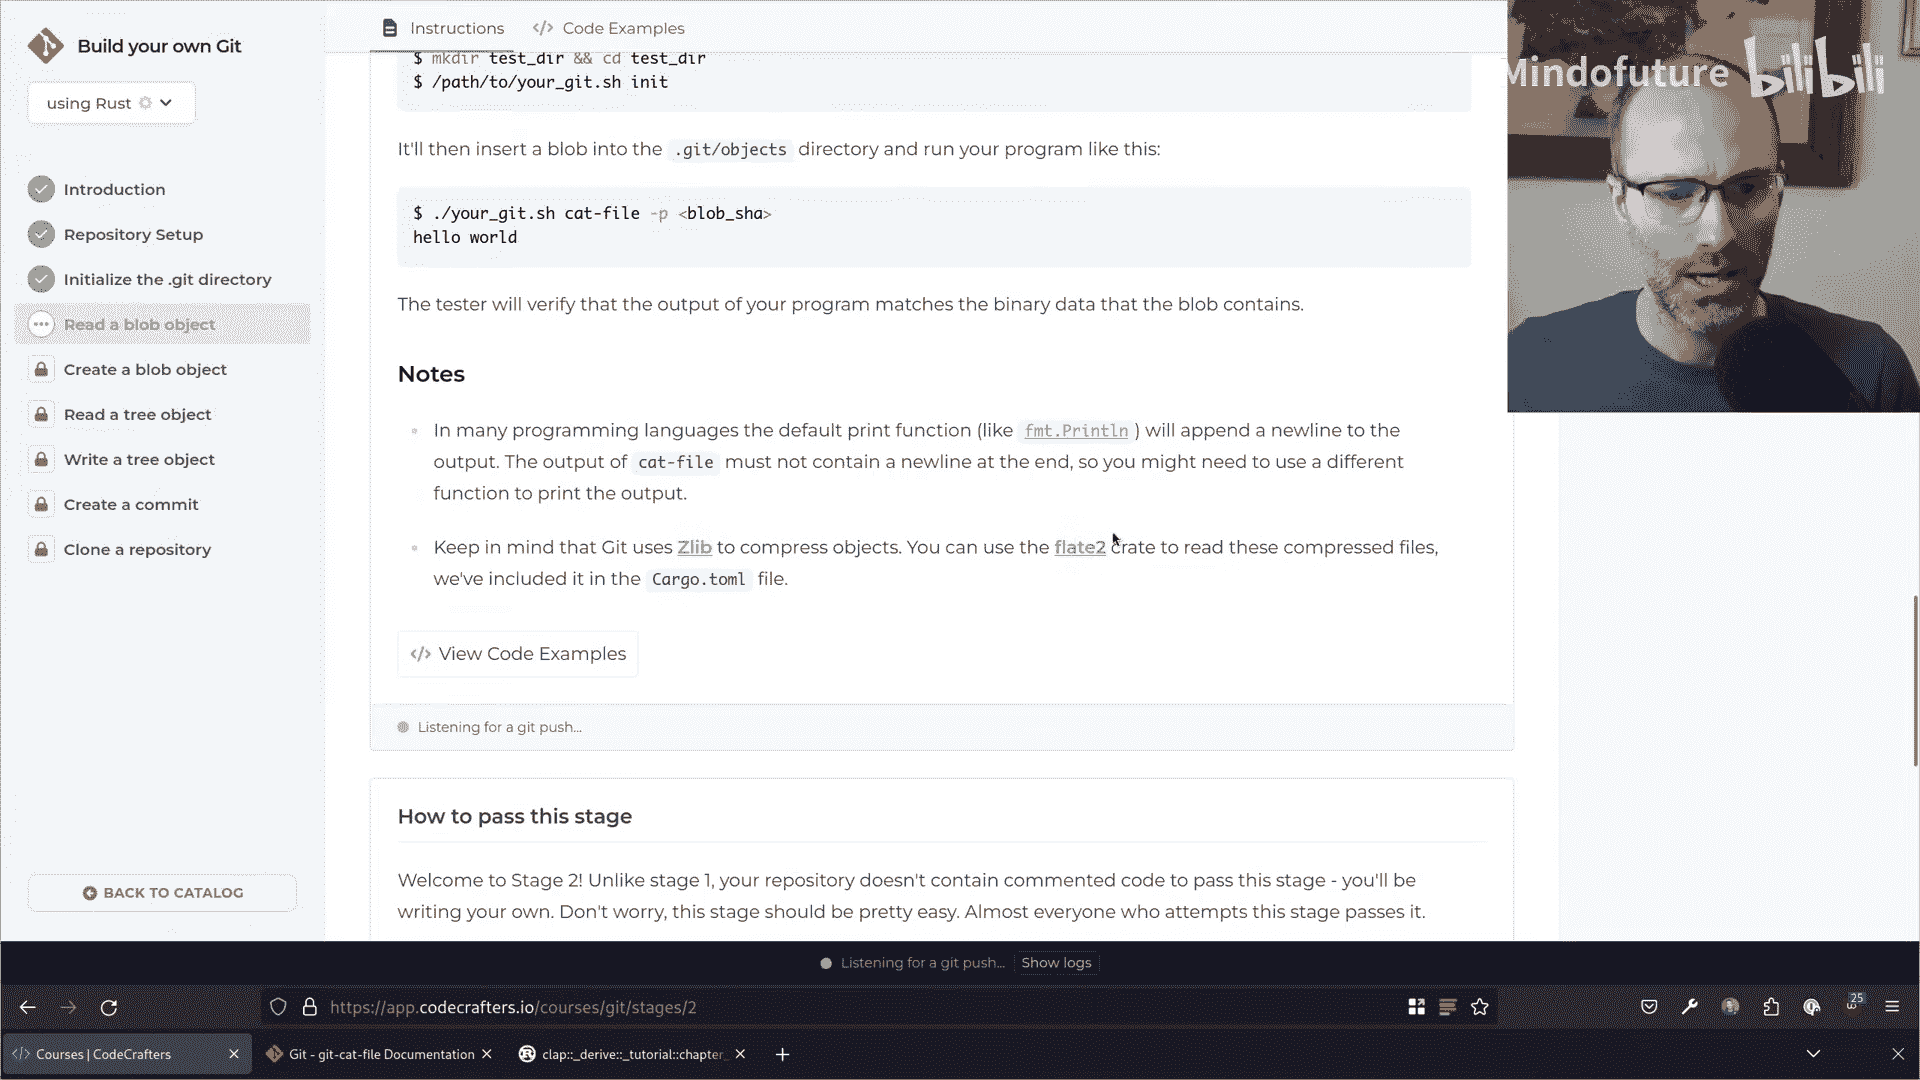 Build your own Git
using Rust
Introduction
Repository Setup
Initialize the .git directory
Read a blob object
Create a blob object
Read a tree object
Write a tree object
Create a commit
Clone a repository
BACK TO CATALOG
Instructions
Code Examples
$ mkdir test_dir && cd test_dir
$ /path/to/your_git.sh init
It'll then insert a blob into the .git/objects directory and run your program like this:
$ ./your_git.sh cat-file -p <blob_sha>
hello world
The tester will verify that the output of your program matches the binary data that the blob contains.
Notes
In many programming languages the default print function (like fmt.Println ) will append a newline to the
output. The output of cat-file must not contain a newline at the end, so you might need to use a different
function to print the output.
Keep in mind that Git uses Zlib to compress objects. You can use the flate2 crate to read these compressed files,
we've included it in the Cargo.toml file.
</> View Code Examples
Listening for a git push...
How to pass this stage
Welcome to Stage 2! Unlike stage 1, your repository doesn't contain commented code to pass this stage - you'll be
writing your own. Don't worry, this stage should be pretty easy. Almost everyone who attempts this stage passes it.
Mindofuture bilibili
Listening for a git push... Show logs
https://app.codecrafters.io/courses/git/stages/2
25
Courses | CodeCrafters
Git - git-cat-file Documentation
clap::_derive::_tutorial::chapter_